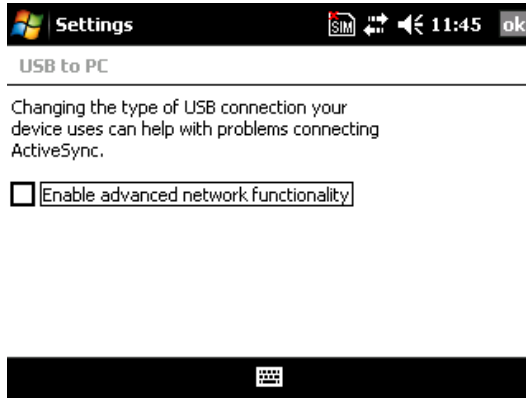 Settings SIM 11:45 ok
USB to PC
Changing the type of USB connection your
device uses can help with problems connecting
ActiveSync.
Enable advanced network functionality